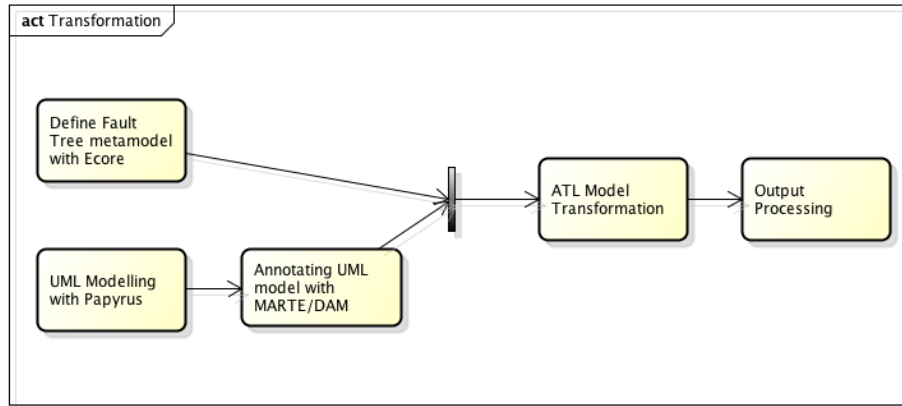 act Transformation
Define Fault
Tree metamodel
with Ecore
UML Modelling
with Papyrus
Annotating UML
model with
MARTE/DAM
ATL Model
Transformation
Output
Processing